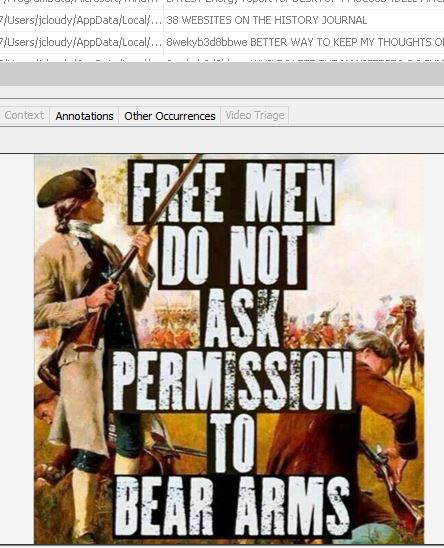 7/Users/jcloudy/AppData/Local/... 38 WEBSITES ON THE HISTORY JOURNAL
7/Users/jcloudy/AppData/Local/... 8wekyb3d8bbwe BETTER WAY TO KEEP MY THOUGHTS O
Context Annotations Other Occurrences Video Triage
FREE MEN
DO NOT
ASK
PERMISSION
TO
BEAR ARMS